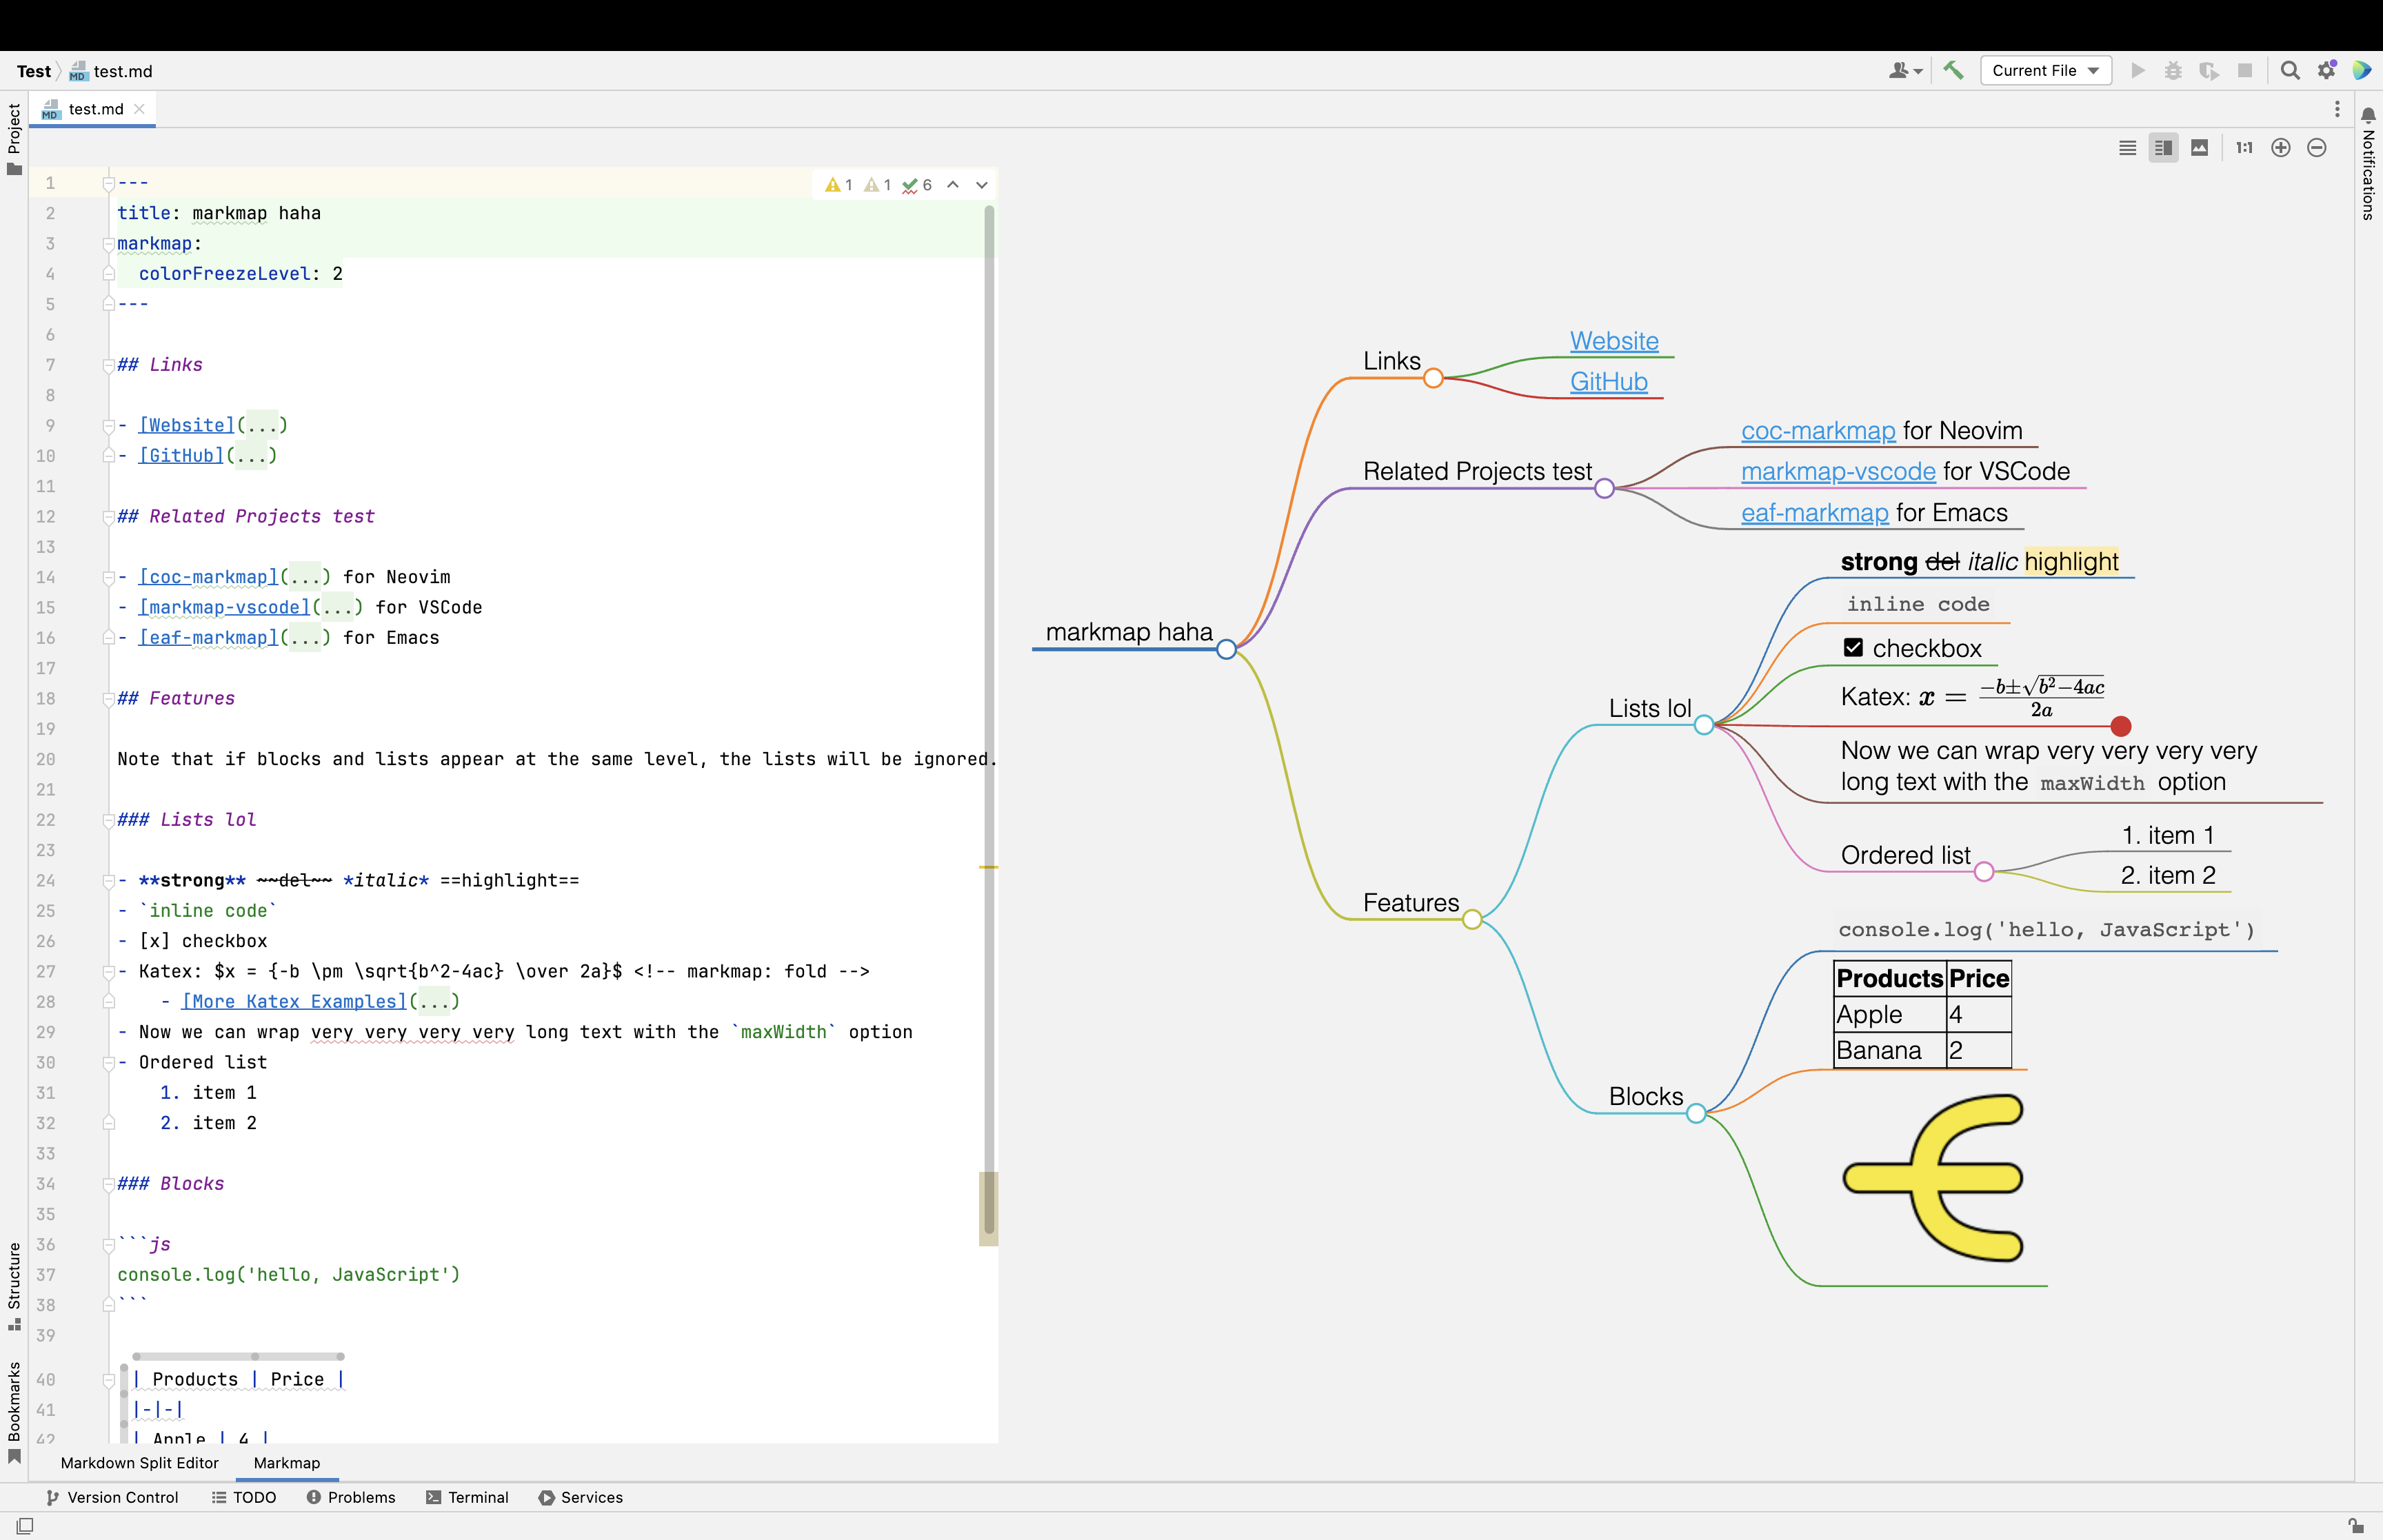 Test test.md
Current File
test.md
Project
Notifications
1:1
1 ---
1 1 6
2 title: markmap haha
3 markmap:
4 colorFreezeLevel: 2
5 ---
6
7 ## Links
8
9 - [Website](...)
10 - [GitHub](...)
11
12 ## Related Projects test
13
14 - [coc-markmap](...) for Neovim
15 - [markmap-vscode](...) for VSCode
16 - [eaf-markmap](...) for Emacs
17
18 ## Features
19
20 Note that if blocks and lists appear at the same level, the lists will be ignored.
21
22 ### Lists lol
23
24 - **strong** ~~del~~ *italic* ==highlight==
25 - `inline code`
26 - [x] checkbox
27 - Katex: $x = {-b \pm \sqrt{b^2-4ac} \over 2a}$ <!-- markmap: fold -->
28 - [More Katex Examples](...)
29 - Now we can wrap very very very very long text with the `maxWidth` option
30 - Ordered list
31 1. item 1
32 2. item 2
33
34 ### Blocks
35
36 ```js
37 console.log('hello, JavaScript')
38 ```
39
40 | Products | Price |
41 |-|-|
42 | Apple | 4 |
markmap haha
Links
Website
GitHub
Related Projects test
coc-markmap for Neovim
markmap-vscode for VSCode
eaf-markmap for Emacs
Features
Lists lol
strong del italic highlight
inline code
checkbox
Katex: x = −b±√b²−4ac / 2a
Now we can wrap very very very very
long text with the maxWidth option
Ordered list
1. item 1
2. item 2
Blocks
console.log('hello, JavaScript')
Products Price
Apple 4
Banana 2
Structure
Bookmarks
Markdown Split Editor Markmap
Version Control TODO Problems Terminal Services